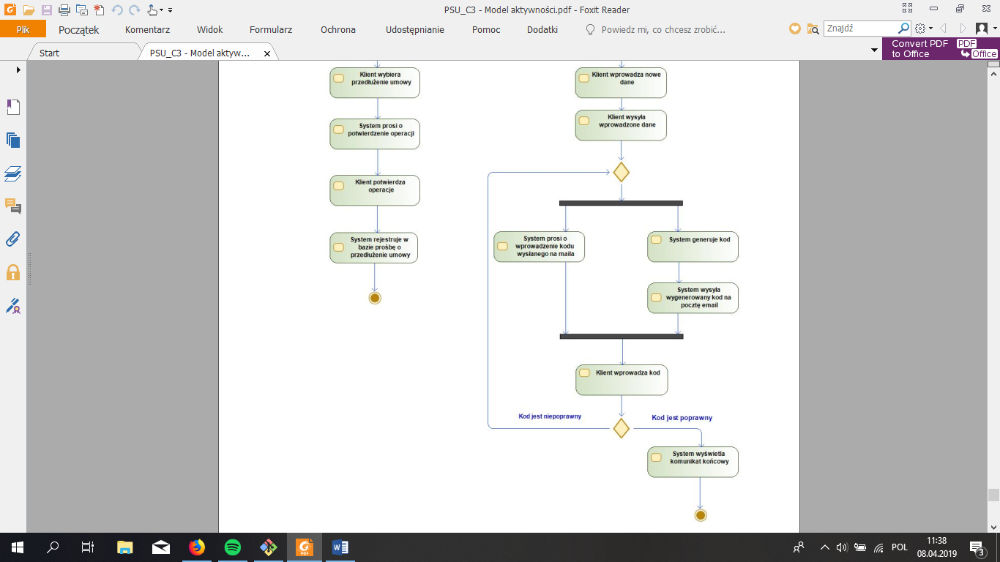 PSU_C3 - Model aktywności.pdf - Foxit Reader
Plik
Początek
Komentarz
Widok
Formularz
Ochrona
Udostępnianie
Pomoc
Dodatki
Powiedz mi, co chcesz zrobić...
Znajdź
Start
PSU_C3 - Model aktyw...
Convert PDF
to Office
PDF
Office
Klient wybiera
przedłużenie umowy
System prosi o
potwierdzenie operacji
Klient potwierdza
operacje
System rejestruje w
bazie prośbę o
przedłużenie umowy
Klient wprowadza nowe
dane
Klient wysyła
wprowadzone dane
System prosi o
wprowadzenie kodu
wysłanego na maila
System generuje kod
System wysyła
wygenerowany kod na
pocztę email
Klient wprowadza kod
Kod jest niepoprawny
Kod jest poprawny
System wyświetla
komunikat końcowy
POL
11:38
08.04.2019
3